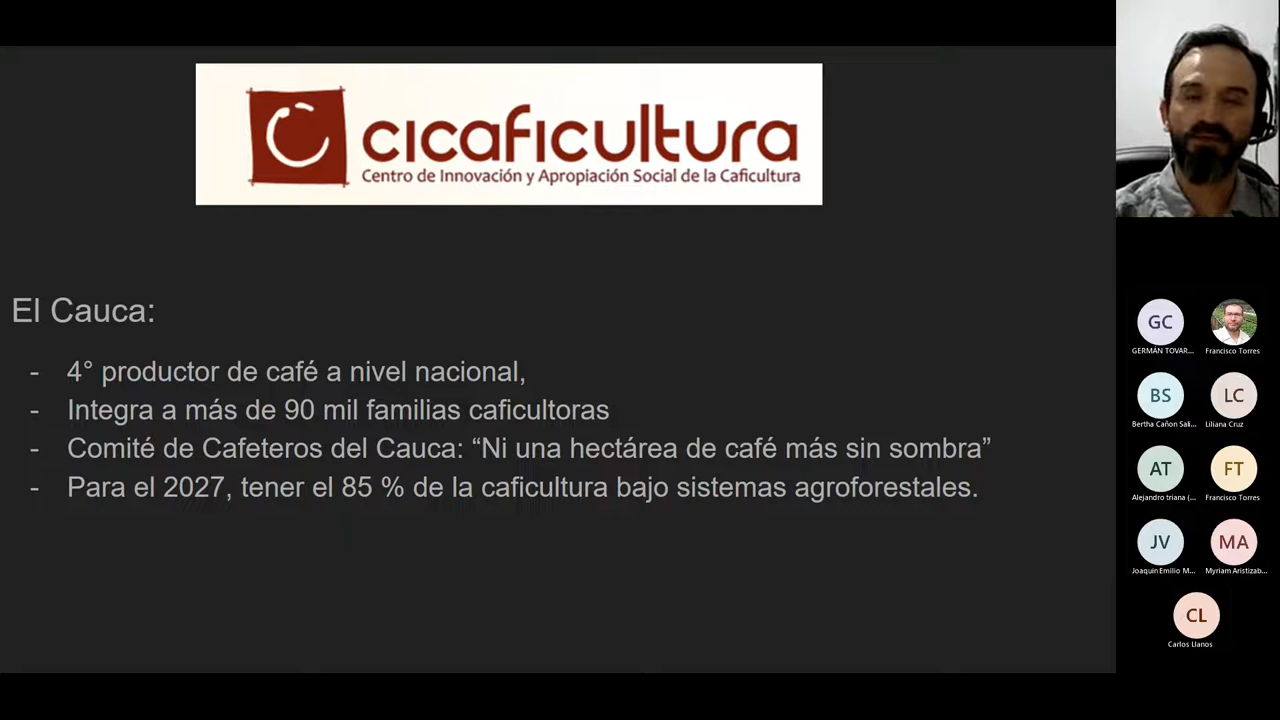 cicaficultura
Centro de Innovación y Apropiación Social de la Caficultura
El Cauca:
- 4° productor de café a nivel nacional,
- Integra a más de 90 mil familias caficultoras
- Comité de Cafeteros del Cauca: “Ni una hectárea de café más sin sombra”
- Para el 2027, tener el 85 % de la caficultura bajo sistemas agroforestales.
GC
GERMÁN TOVAR...
Francisco Torres
BS
LC
Bertha Cañon Sali...
Liliana Cruz
AT
FT
Alejandro triana (...
Francisco Torres
JV
MA
Joaquin Emilio M...
Myriam Aristizab...
CL
Carlos Llanos